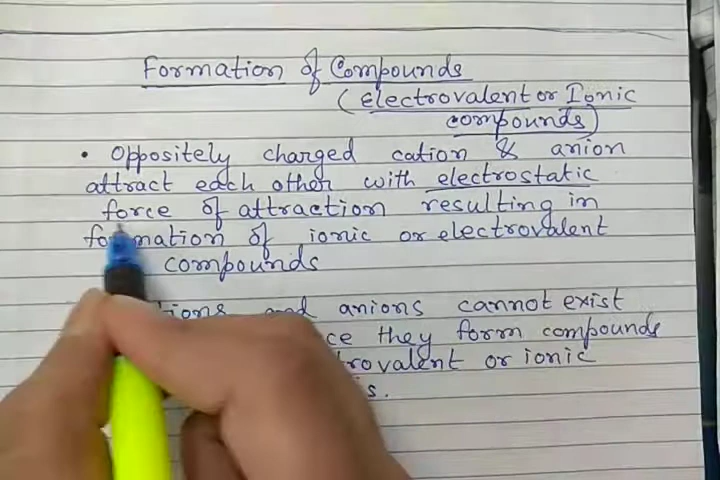 Formation of Compounds
(Electrovalent or Ionic
compounds)
• Oppositely charged cation & anion
attract each other with electrostatic
force of attraction resulting in
formation of ionic or electrovalent
compounds
and anions cannot exist
they form compounds
or ionic